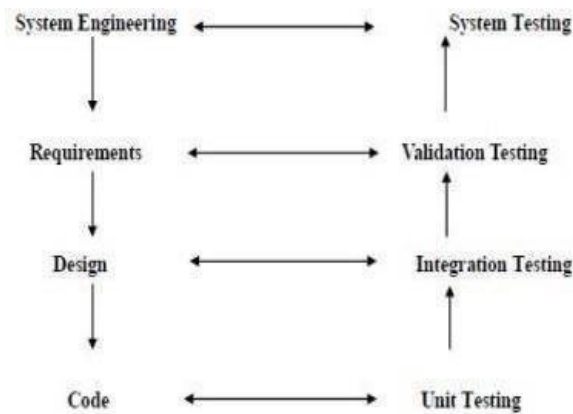 System Engineering System Testing
Requirements Validation Testing
Design Integration Testing
Code Unit Testing